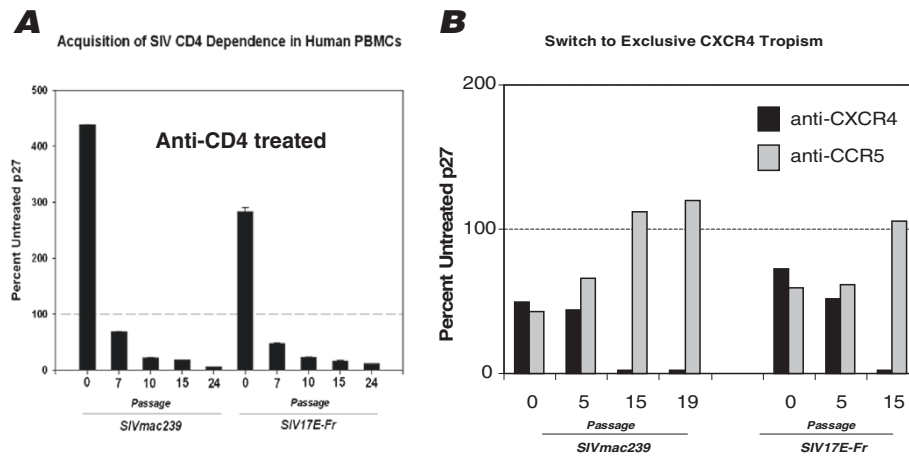 A
Acquisition of SIV CD4 Dependence in Human PBMCs
Percent Untreated p27
500
400
300
200
100
0
Anti-CD4 treated
0 7 10 15 24 0 7 10 15 24
Passage Passage
SIVmac239 SIV17E-Fr
B
Switch to Exclusive CXCR4 Tropism
Percent Untreated p27
200
100
0
anti-CXCR4
anti-CCR5
0 5 15 19 0 5 15
Passage Passage
SIVmac239 SIV17E-Fr